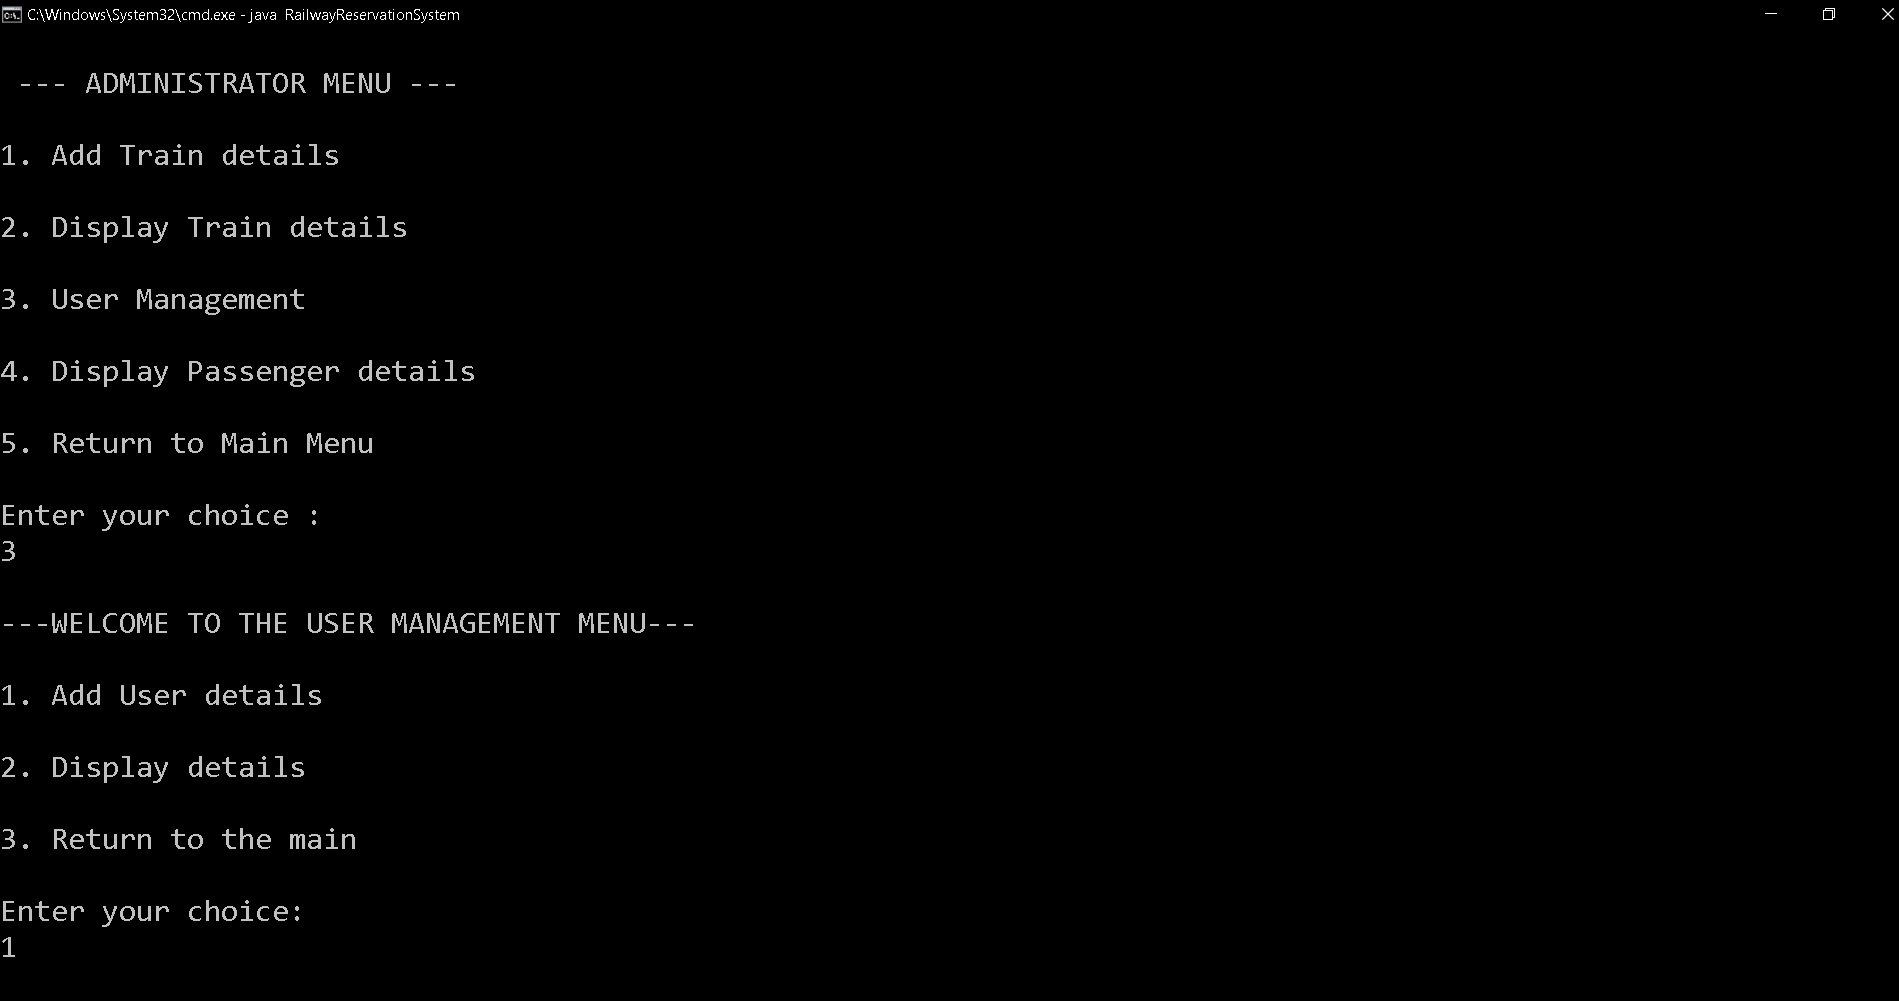 C:\Windows\System32\cmd.exe - java RailwayReservationSystem
--- ADMINISTRATOR MENU ---
1. Add Train details
2. Display Train details
3. User Management
4. Display Passenger details
5. Return to Main Menu
Enter your choice :
3
---WELCOME TO THE USER MANAGEMENT MENU---
1. Add User details
2. Display details
3. Return to the main
Enter your choice:
1